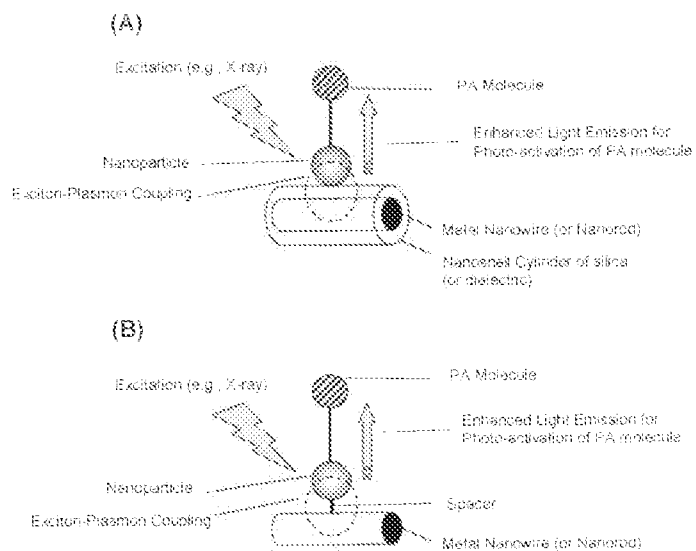 (A)
Excitation (e.g., X-ray)
PA Molecule
Enhanced Light Emission for
Photo-activation of PA molecule
Nanoparticle
Exciton-Plasmon Coupling
Metal Nanowire (or Nanorod)
Nanoshell Cylinder of silica
(or dielectric)
(B)
Excitation (e.g., X-ray)
PA Molecule
Enhanced Light Emission for
Photo-activation of PA molecule
Nanoparticle
Spacer
Exciton-Plasmon Coupling
Metal Nanowire (or Nanorod)